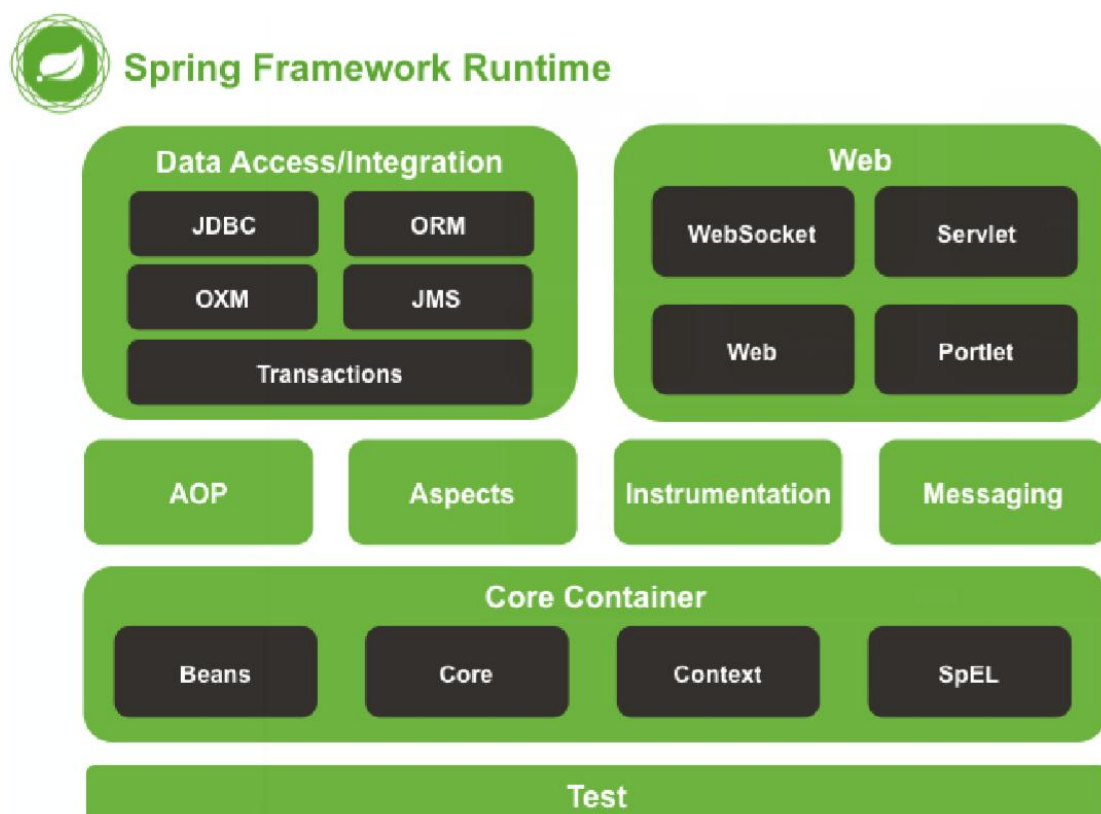 Spring Framework Runtime
Data Access/Integration
JDBC
ORM
OXM
JMS
Transactions
Web
WebSocket
Servlet
Web
Portlet
AOP
Aspects
Instrumentation
Messaging
Core Container
Beans
Core
Context
SpEL
Test